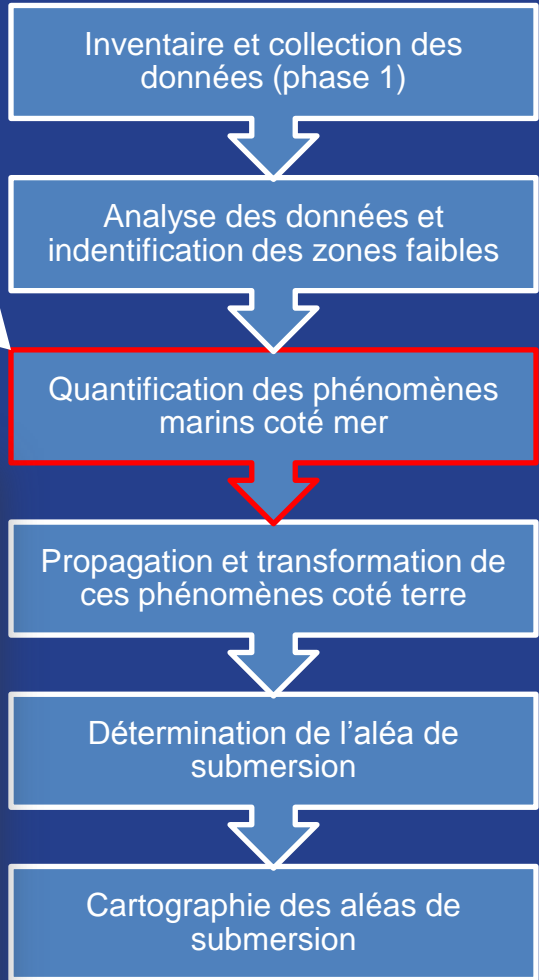 Inventaire et collection des
données (phase 1)
Analyse des données et
indentification des zones faibles
Quantification des phénomènes
marins coté mer
Propagation et transformation de
ces phénomènes coté terre
Détermination de l'aléa de
submersion
Cartographie des aléas de
submersion